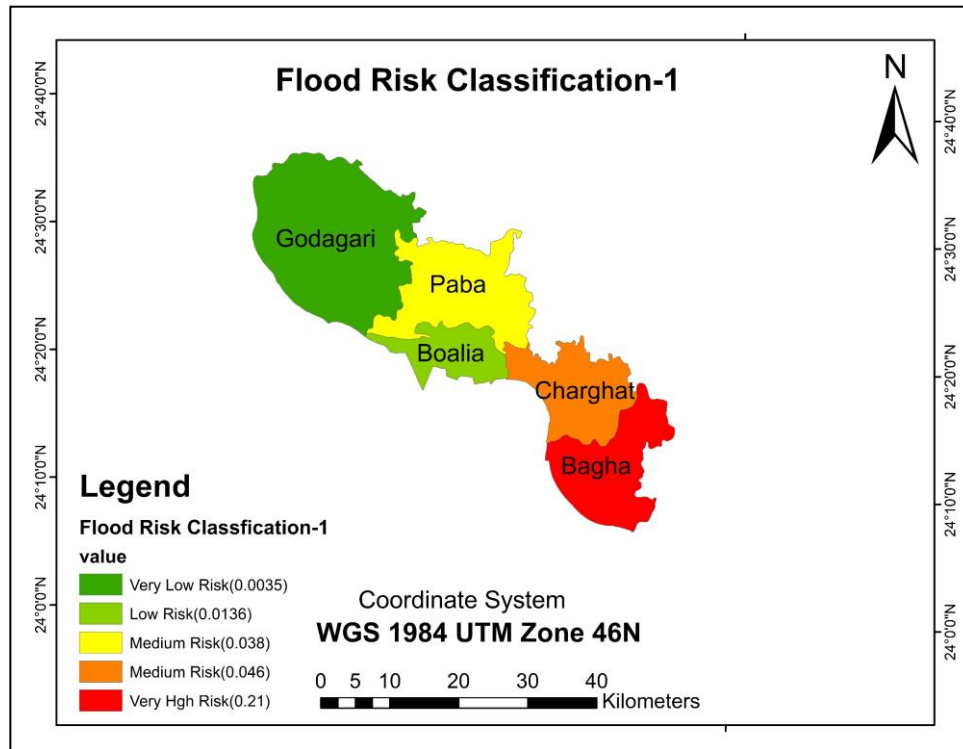 Flood Risk Classification-1
N
24°40'0"N
24°30'0"N
24°20'0"N
24°10'0"N
24°0'0"N
24°40'0"N
24°30'0"N
24°20'0"N
24°10'0"N
24°0'0"N
Godagari
Paba
Boalia
Charghat
Bagha
Legend
Flood Risk Classfication-1
value
Very Low Risk(0.0035)
Low Risk(0.0136)
Medium Risk(0.038)
Medium Risk(0.046)
Very Hgh Risk(0.21)
Coordinate System
WGS 1984 UTM Zone 46N
0 5 10 20 30 40
Kilometers